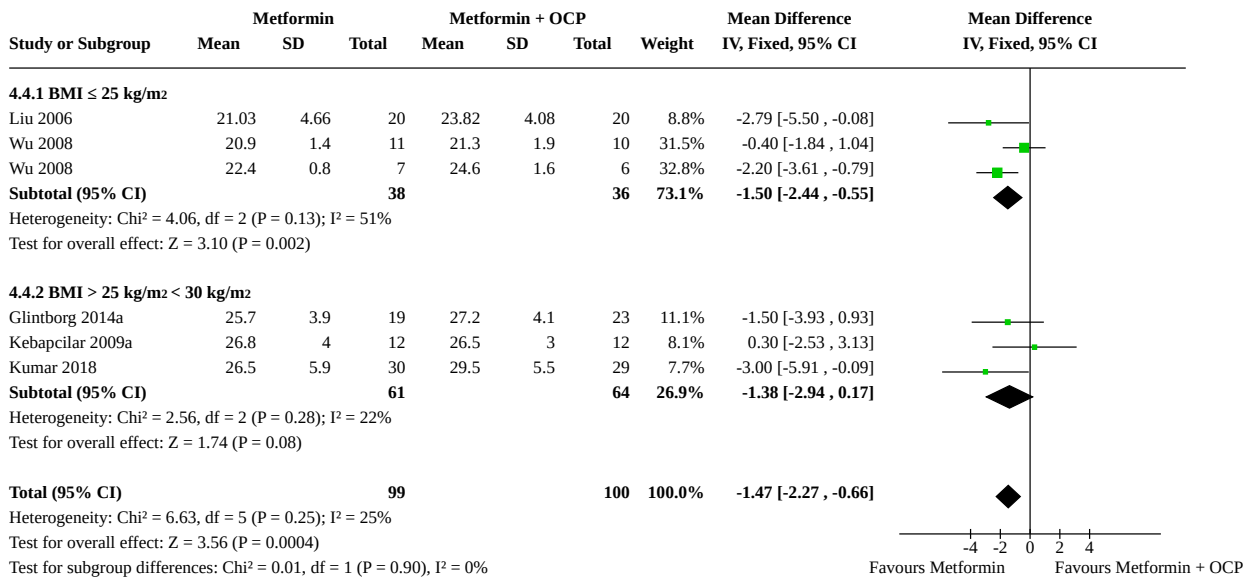 Metformin Metformin + OCP Mean Difference Mean Difference
Study or Subgroup Mean SD Total Mean SD Total Weight IV, Fixed, 95% CI IV, Fixed, 95% CI
4.4.1 BMI ≤ 25 kg/m2
Liu 2006 21.03 4.66 20 23.82 4.08 20 8.8% -2.79 [-5.50 , -0.08]
Wu 2008 20.9 1.4 11 21.3 1.9 10 31.5% -0.40 [-1.84 , 1.04]
Wu 2008 22.4 0.8 7 24.6 1.6 6 32.8% -2.20 [-3.61 , -0.79]
Subtotal (95% CI) 38 36 73.1% -1.50 [-2.44 , -0.55]
Heterogeneity: Chi² = 4.06, df = 2 (P = 0.13); I² = 51%
Test for overall effect: Z = 3.10 (P = 0.002)
4.4.2 BMI > 25 kg/m2 < 30 kg/m2
Glintborg 2014a 25.7 3.9 19 27.2 4.1 23 11.1% -1.50 [-3.93 , 0.93]
Kebapcilar 2009a 26.8 4 12 26.5 3 12 8.1% 0.30 [-2.53 , 3.13]
Kumar 2018 26.5 5.9 30 29.5 5.5 29 7.7% -3.00 [-5.91 , -0.09]
Subtotal (95% CI) 61 64 26.9% -1.38 [-2.94 , 0.17]
Heterogeneity: Chi² = 2.56, df = 2 (P = 0.28); I² = 22%
Test for overall effect: Z = 1.74 (P = 0.08)
Total (95% CI) 99 100 100.0% -1.47 [-2.27 , -0.66]
Heterogeneity: Chi² = 6.63, df = 5 (P = 0.25); I² = 25%
Test for overall effect: Z = 3.56 (P = 0.0004)
-4 -2 0 2 4
Test for subgroup differences: Chi² = 0.01, df = 1 (P = 0.90), I² = 0% Favours Metformin Favours Metformin + OCP